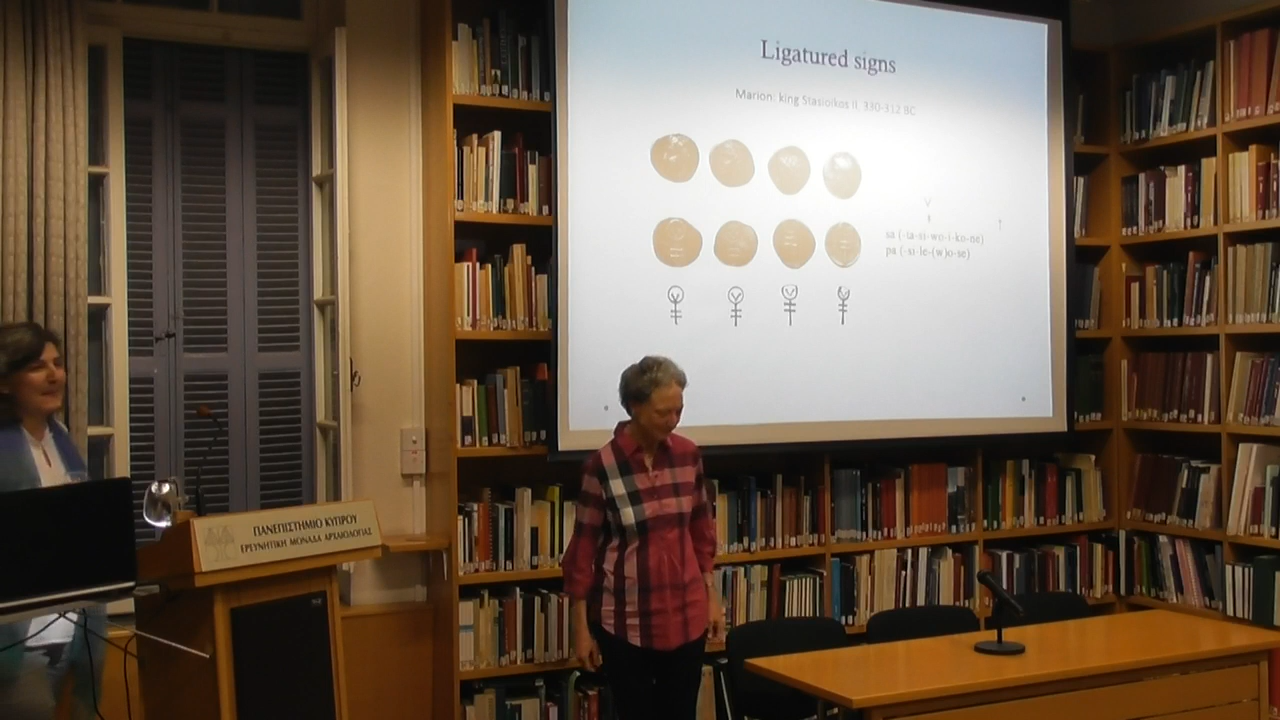 Ligatured signs
Marion: king Stasioikos II, 330-312 BC
sa (-ta-si-wo-i-ko-ne)
pa (-si-le-(w)o-se)
ΠΑΝΕΠΙΣΤΗΜΙΟ ΚΥΠΡΟΥ
ΕΡΕΥΝΗΤΙΚΗ ΜΟΝΑΔΑ ΑΡΧΑΙΟΛΟΓΙΑΣ